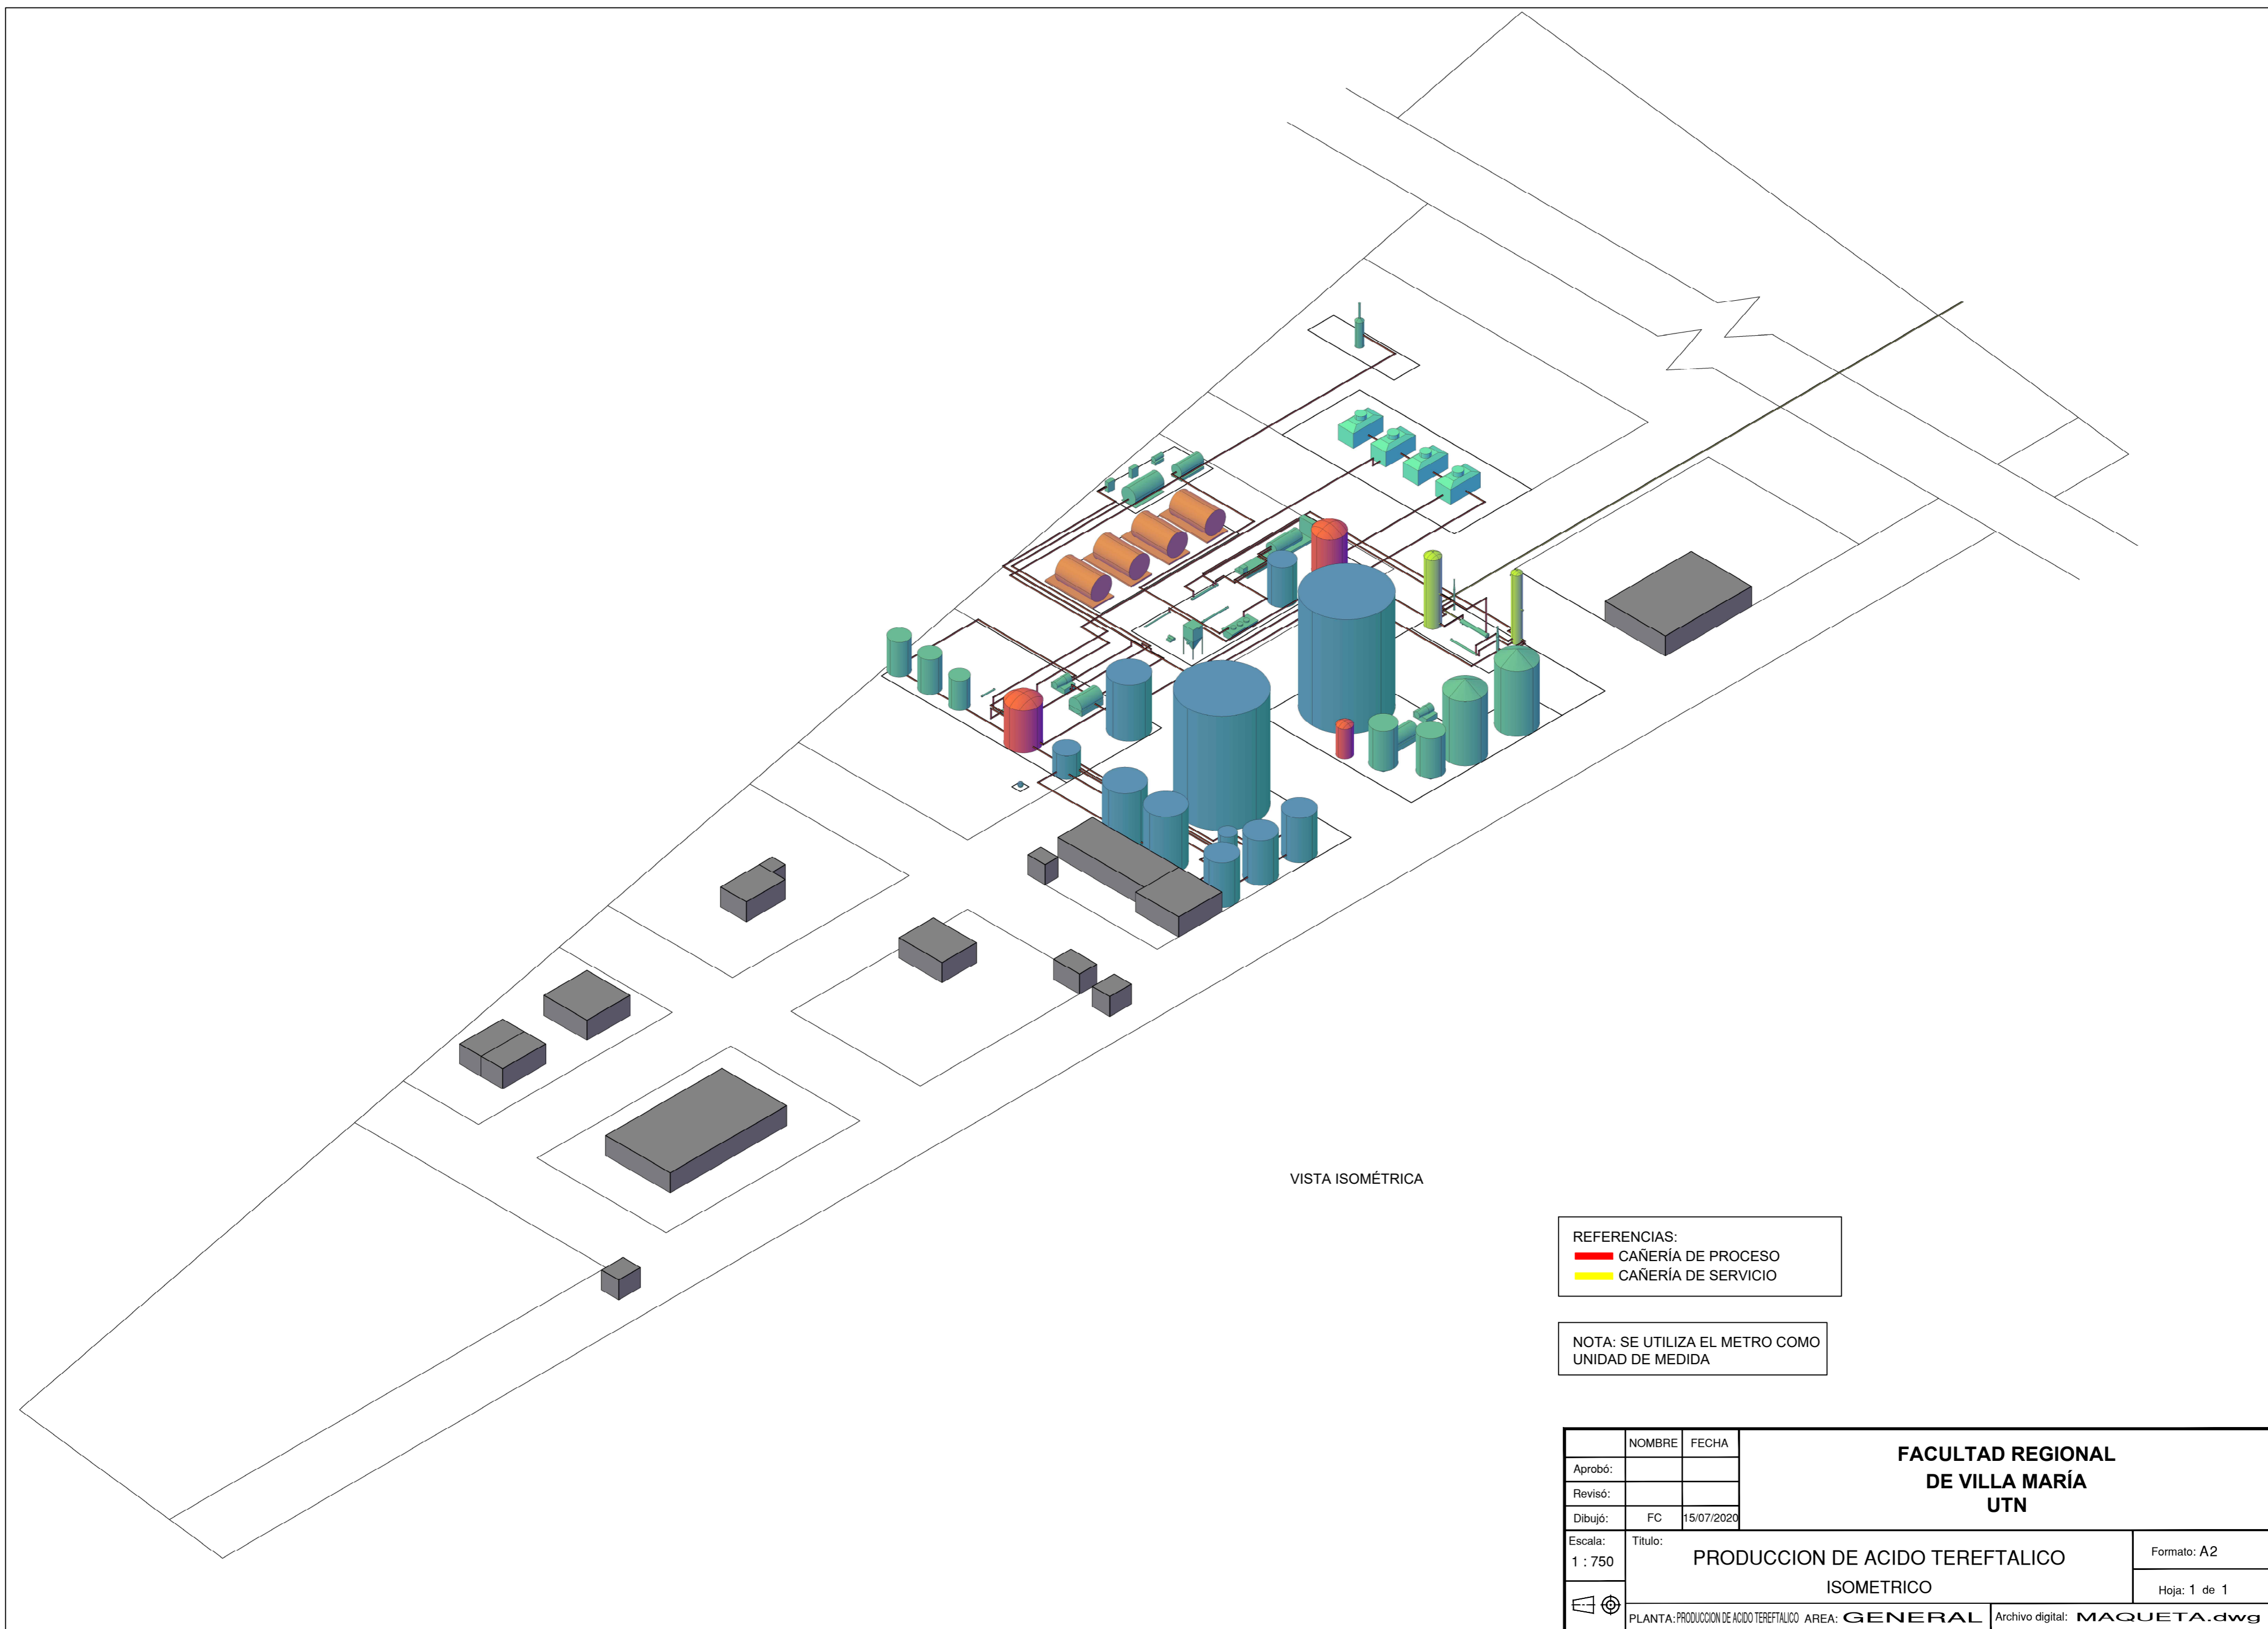 VISTA ISOMÉTRICA
REFERENCIAS:
CAÑERÍA DE PROCESO
CAÑERÍA DE SERVICIO
NOTA: SE UTILIZA EL METRO COMO
UNIDAD DE MEDIDA
NOMBRE FECHA
Aprobó:
Revisó:
Dibujó: FC 15/07/2020
FACULTAD REGIONAL
DE VILLA MARÍA
UTN
Escala:
1 : 750
Titulo:
PRODUCCION DE ACIDO TEREFTALICO
ISOMETRICO
Formato: A2
Hoja: 1 de 1
PLANTA: PRODUCCION DE ACIDO TEREFTALICO AREA: GENERAL
Archivo digital: MAQUETA.dwg